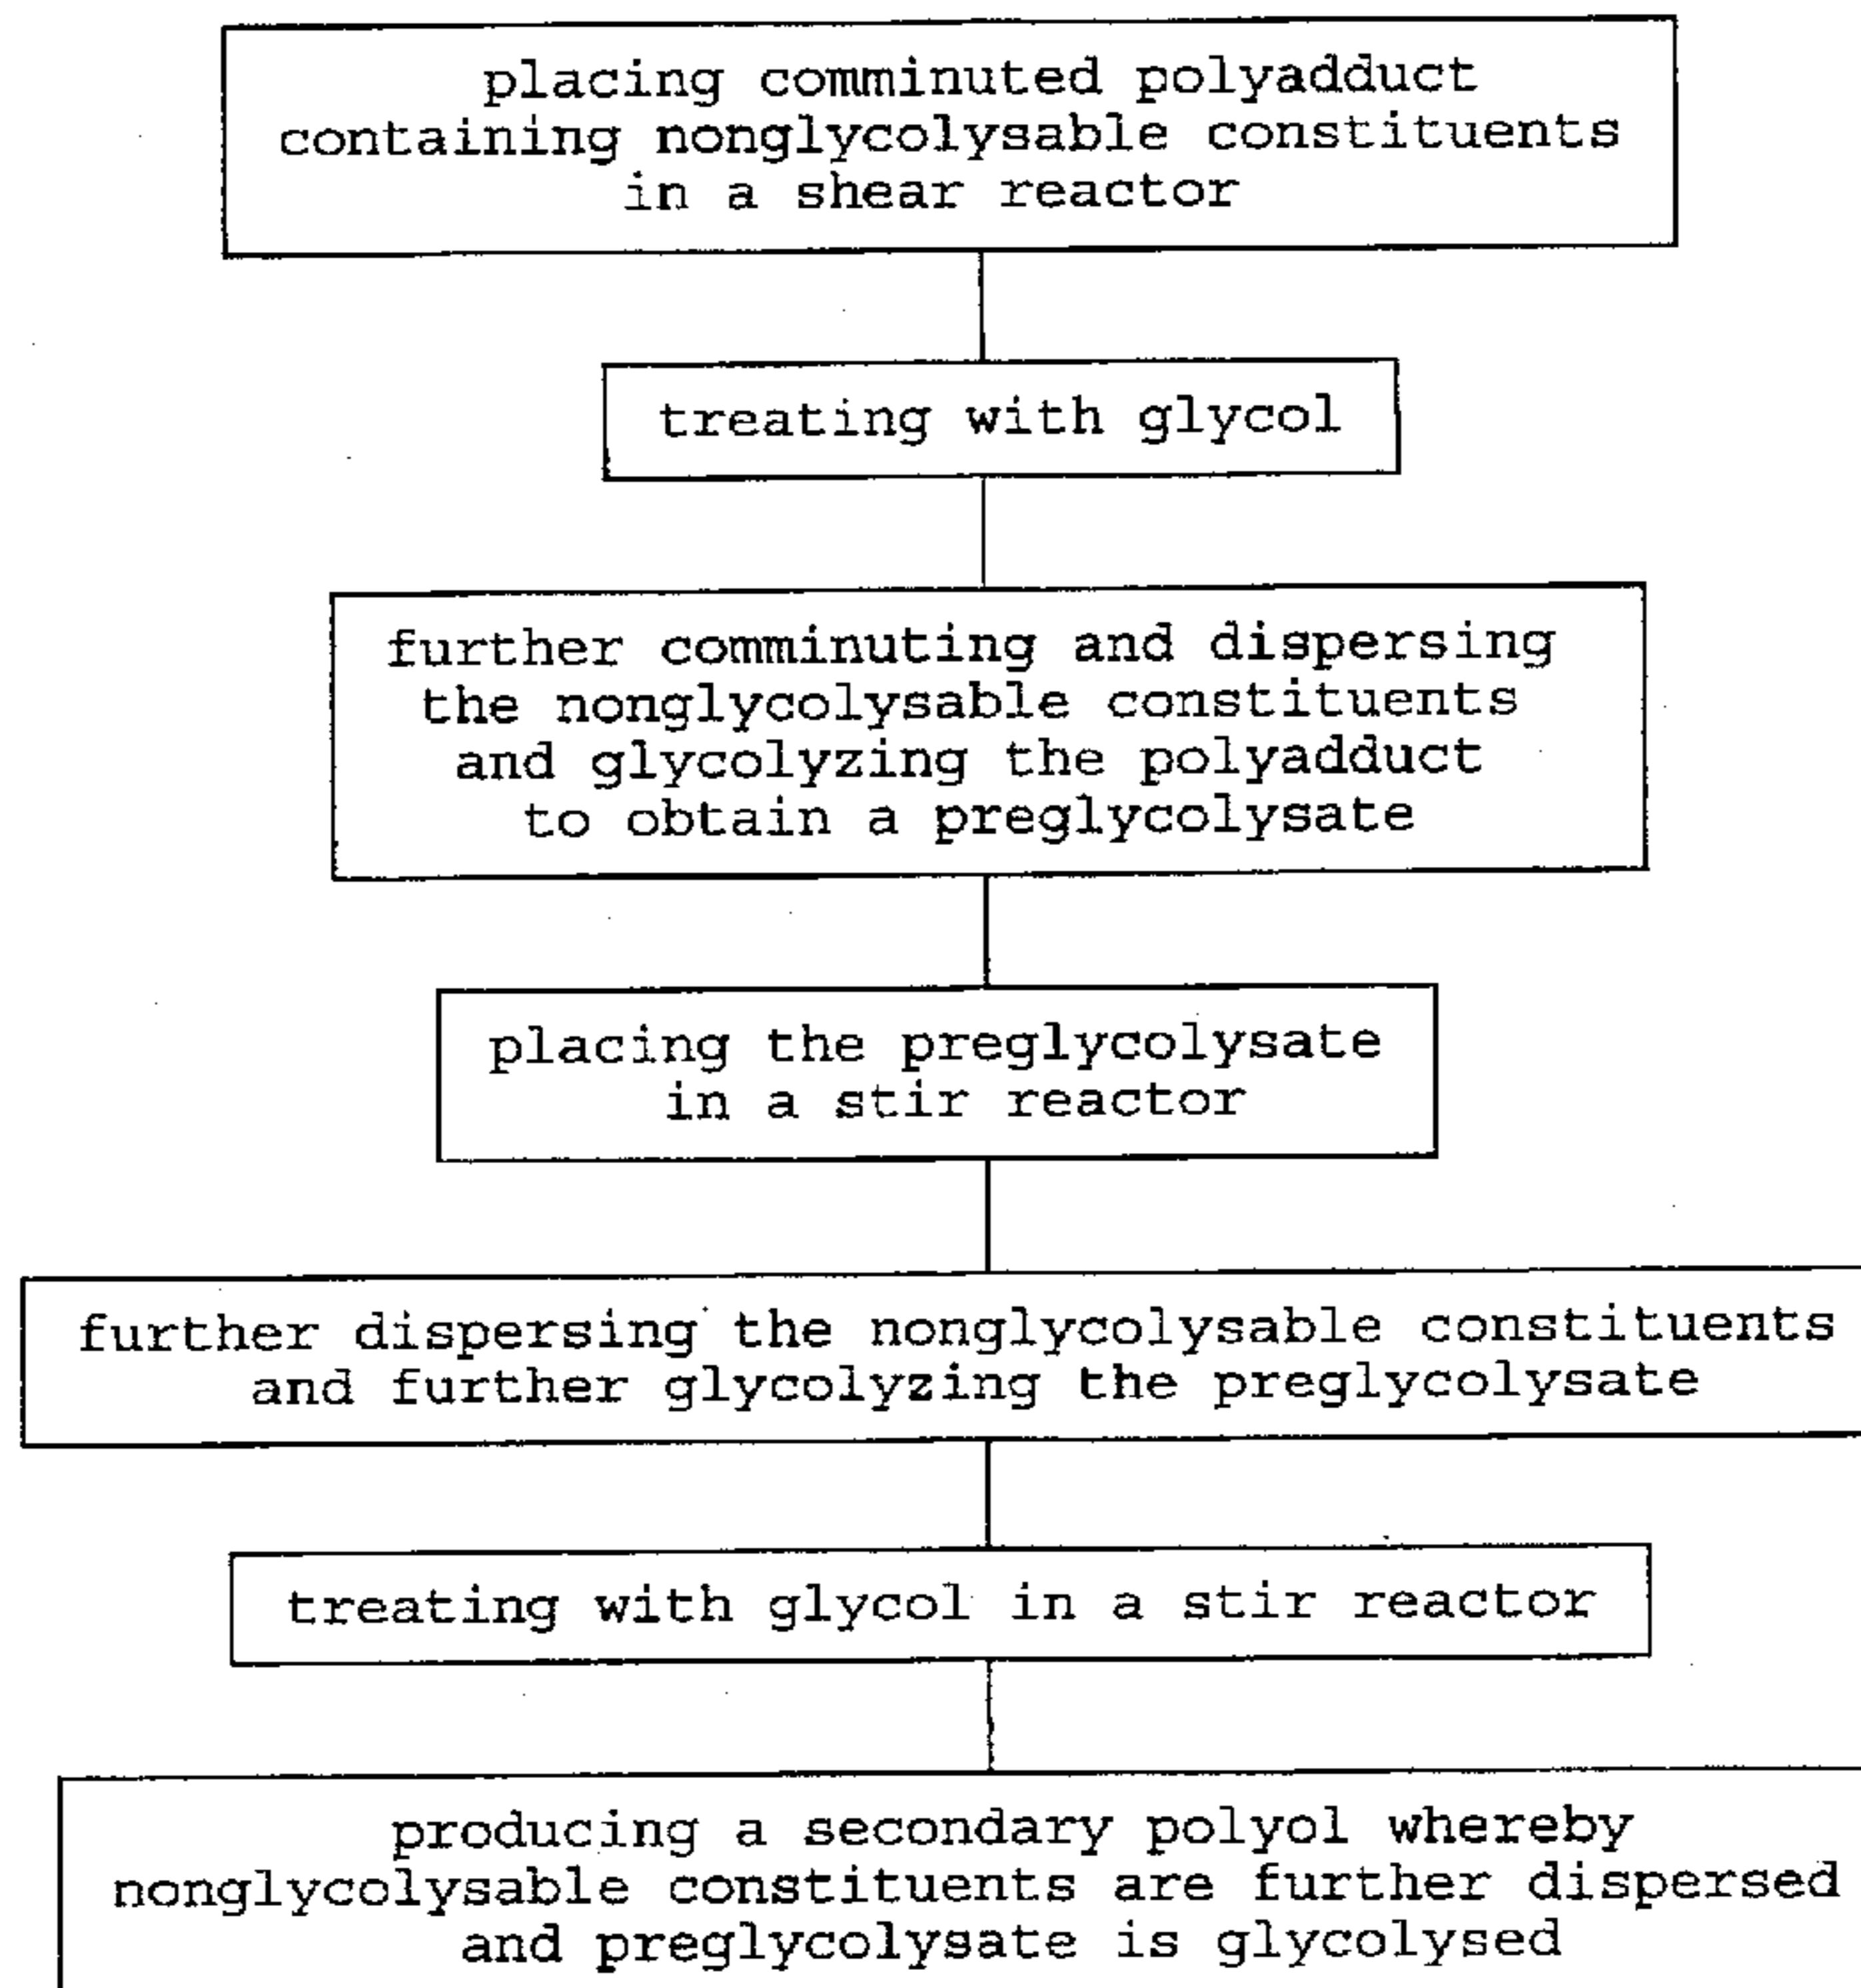 placing comminuted polyadduct
containing nonglycolysable constituents
in a shear reactor
treating with glycol
further comminuting and dispersing
the nonglycolysable constituents
and glycolyzing the polyadduct
to obtain a preglycolysate
placing the preglycolysate
in a stir reactor
further dispersing the nonglycolysable constituents
and further glycolyzing the preglycolysate
treating with glycol in a stir reactor
producing a secondary polyol whereby
nonglycolysable constituents are further dispersed
and preglycolysate is glycolysed